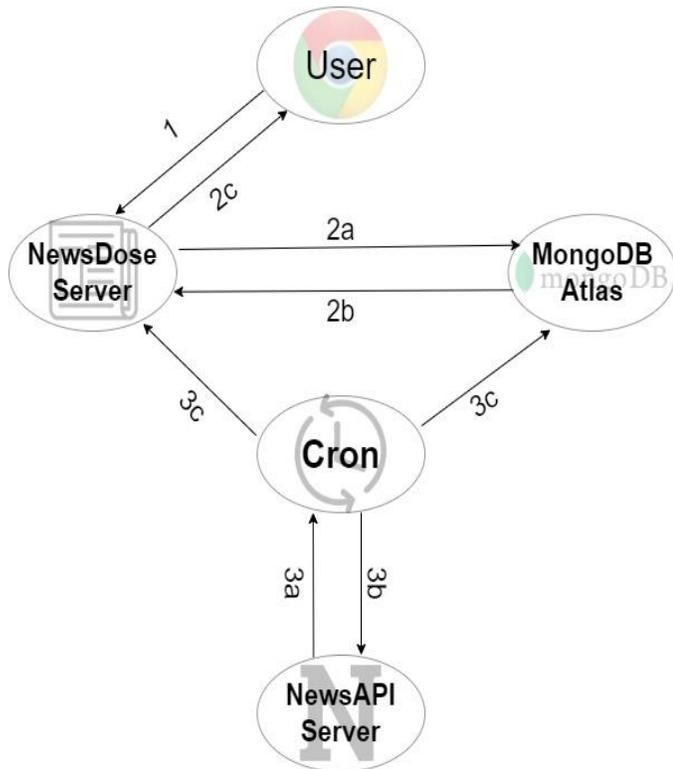 User
1
2c
NewsDose
Server
2a
MongoDB
Atlas
mongoDB
2b
3c
3c
Cron
3a
3b
NewsAPI
Server
N